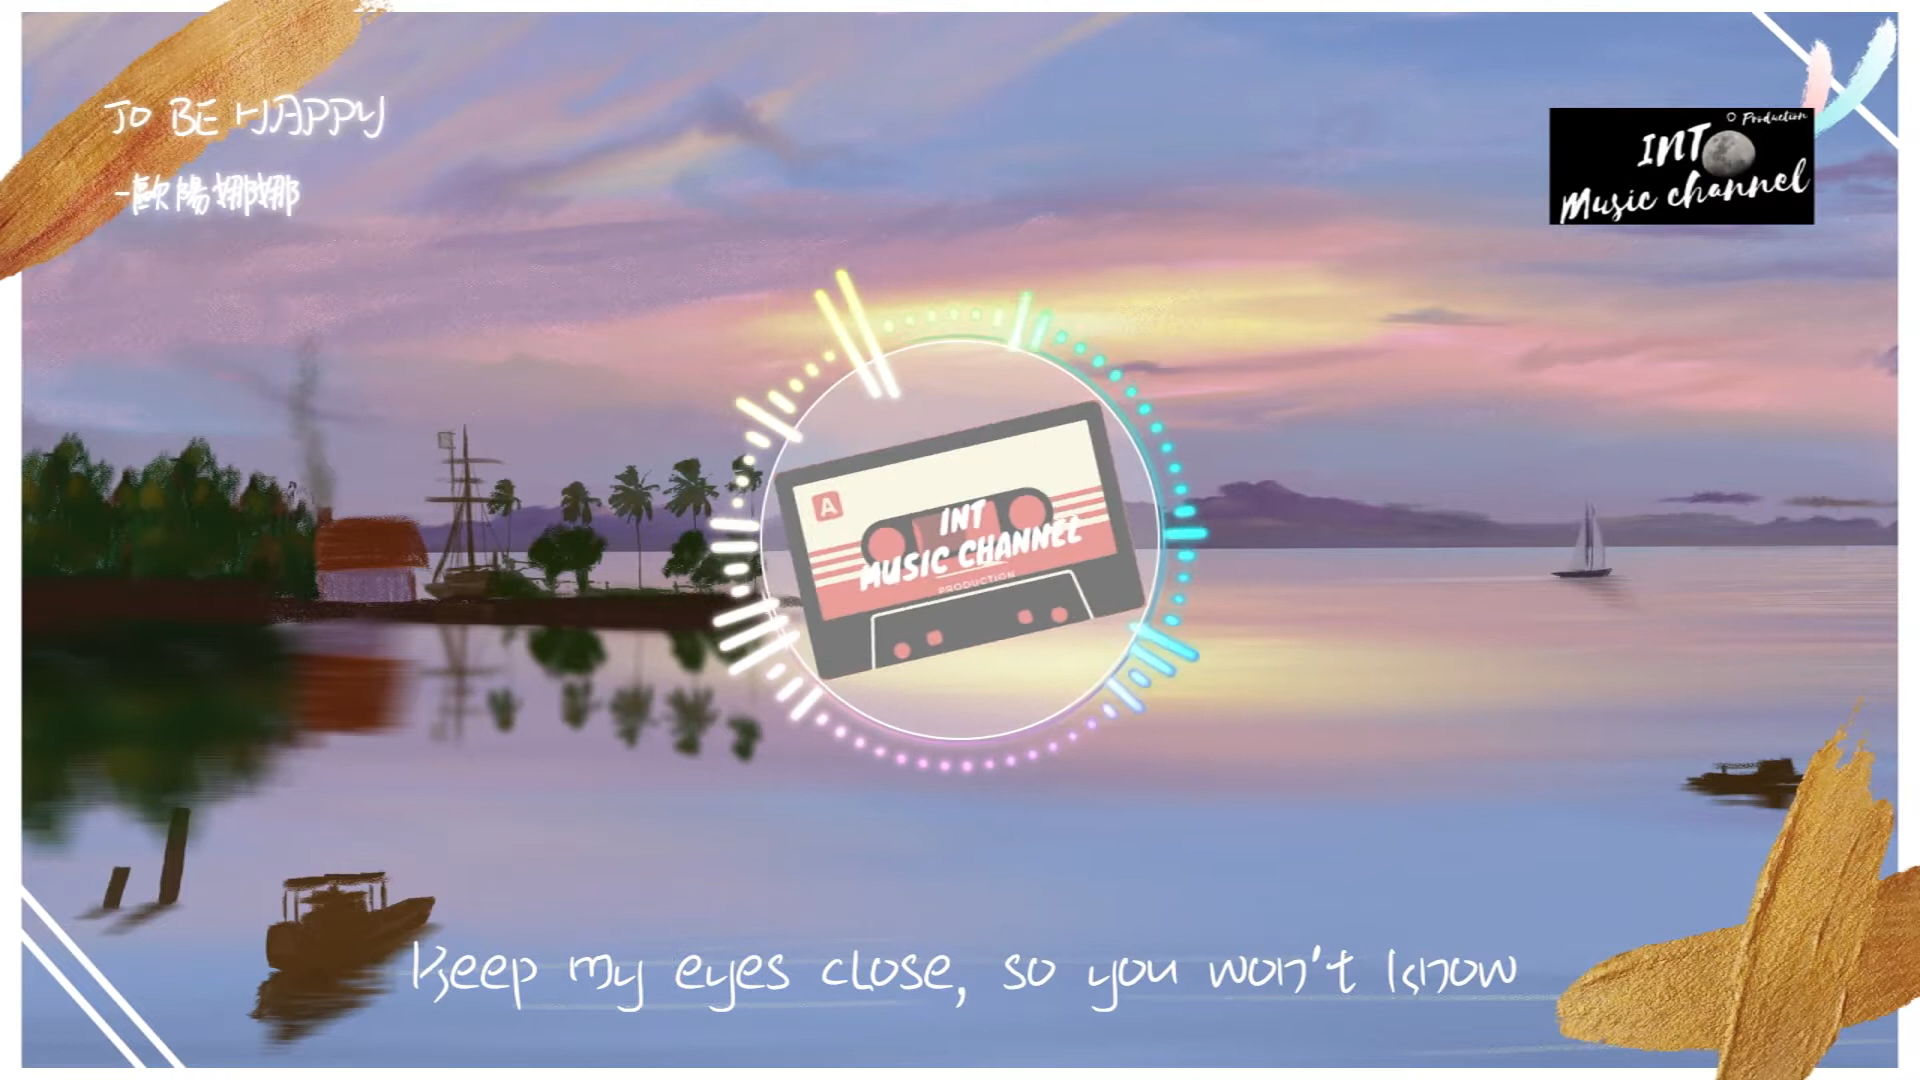 TO BE HAPPY
-歐陽娜娜
Production
INT
Music channel
A
INT
MUSIC CHANNEL
PRODUCTION
Keep my eyes close, so you won't know